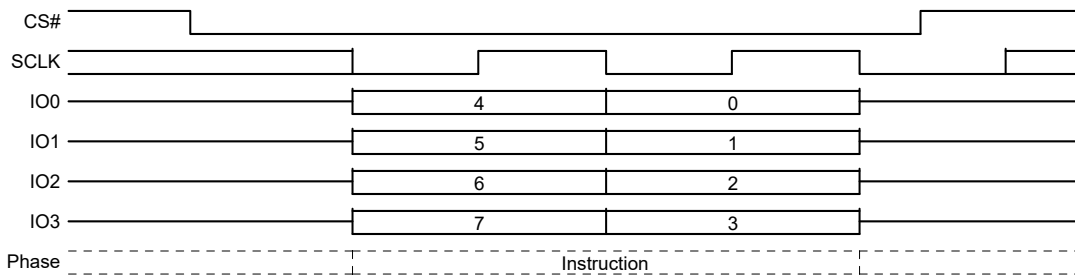 CS#
SCLK
IO0 4 0
IO1 5 1
IO2 6 2
IO3 7 3
Phase Instruction